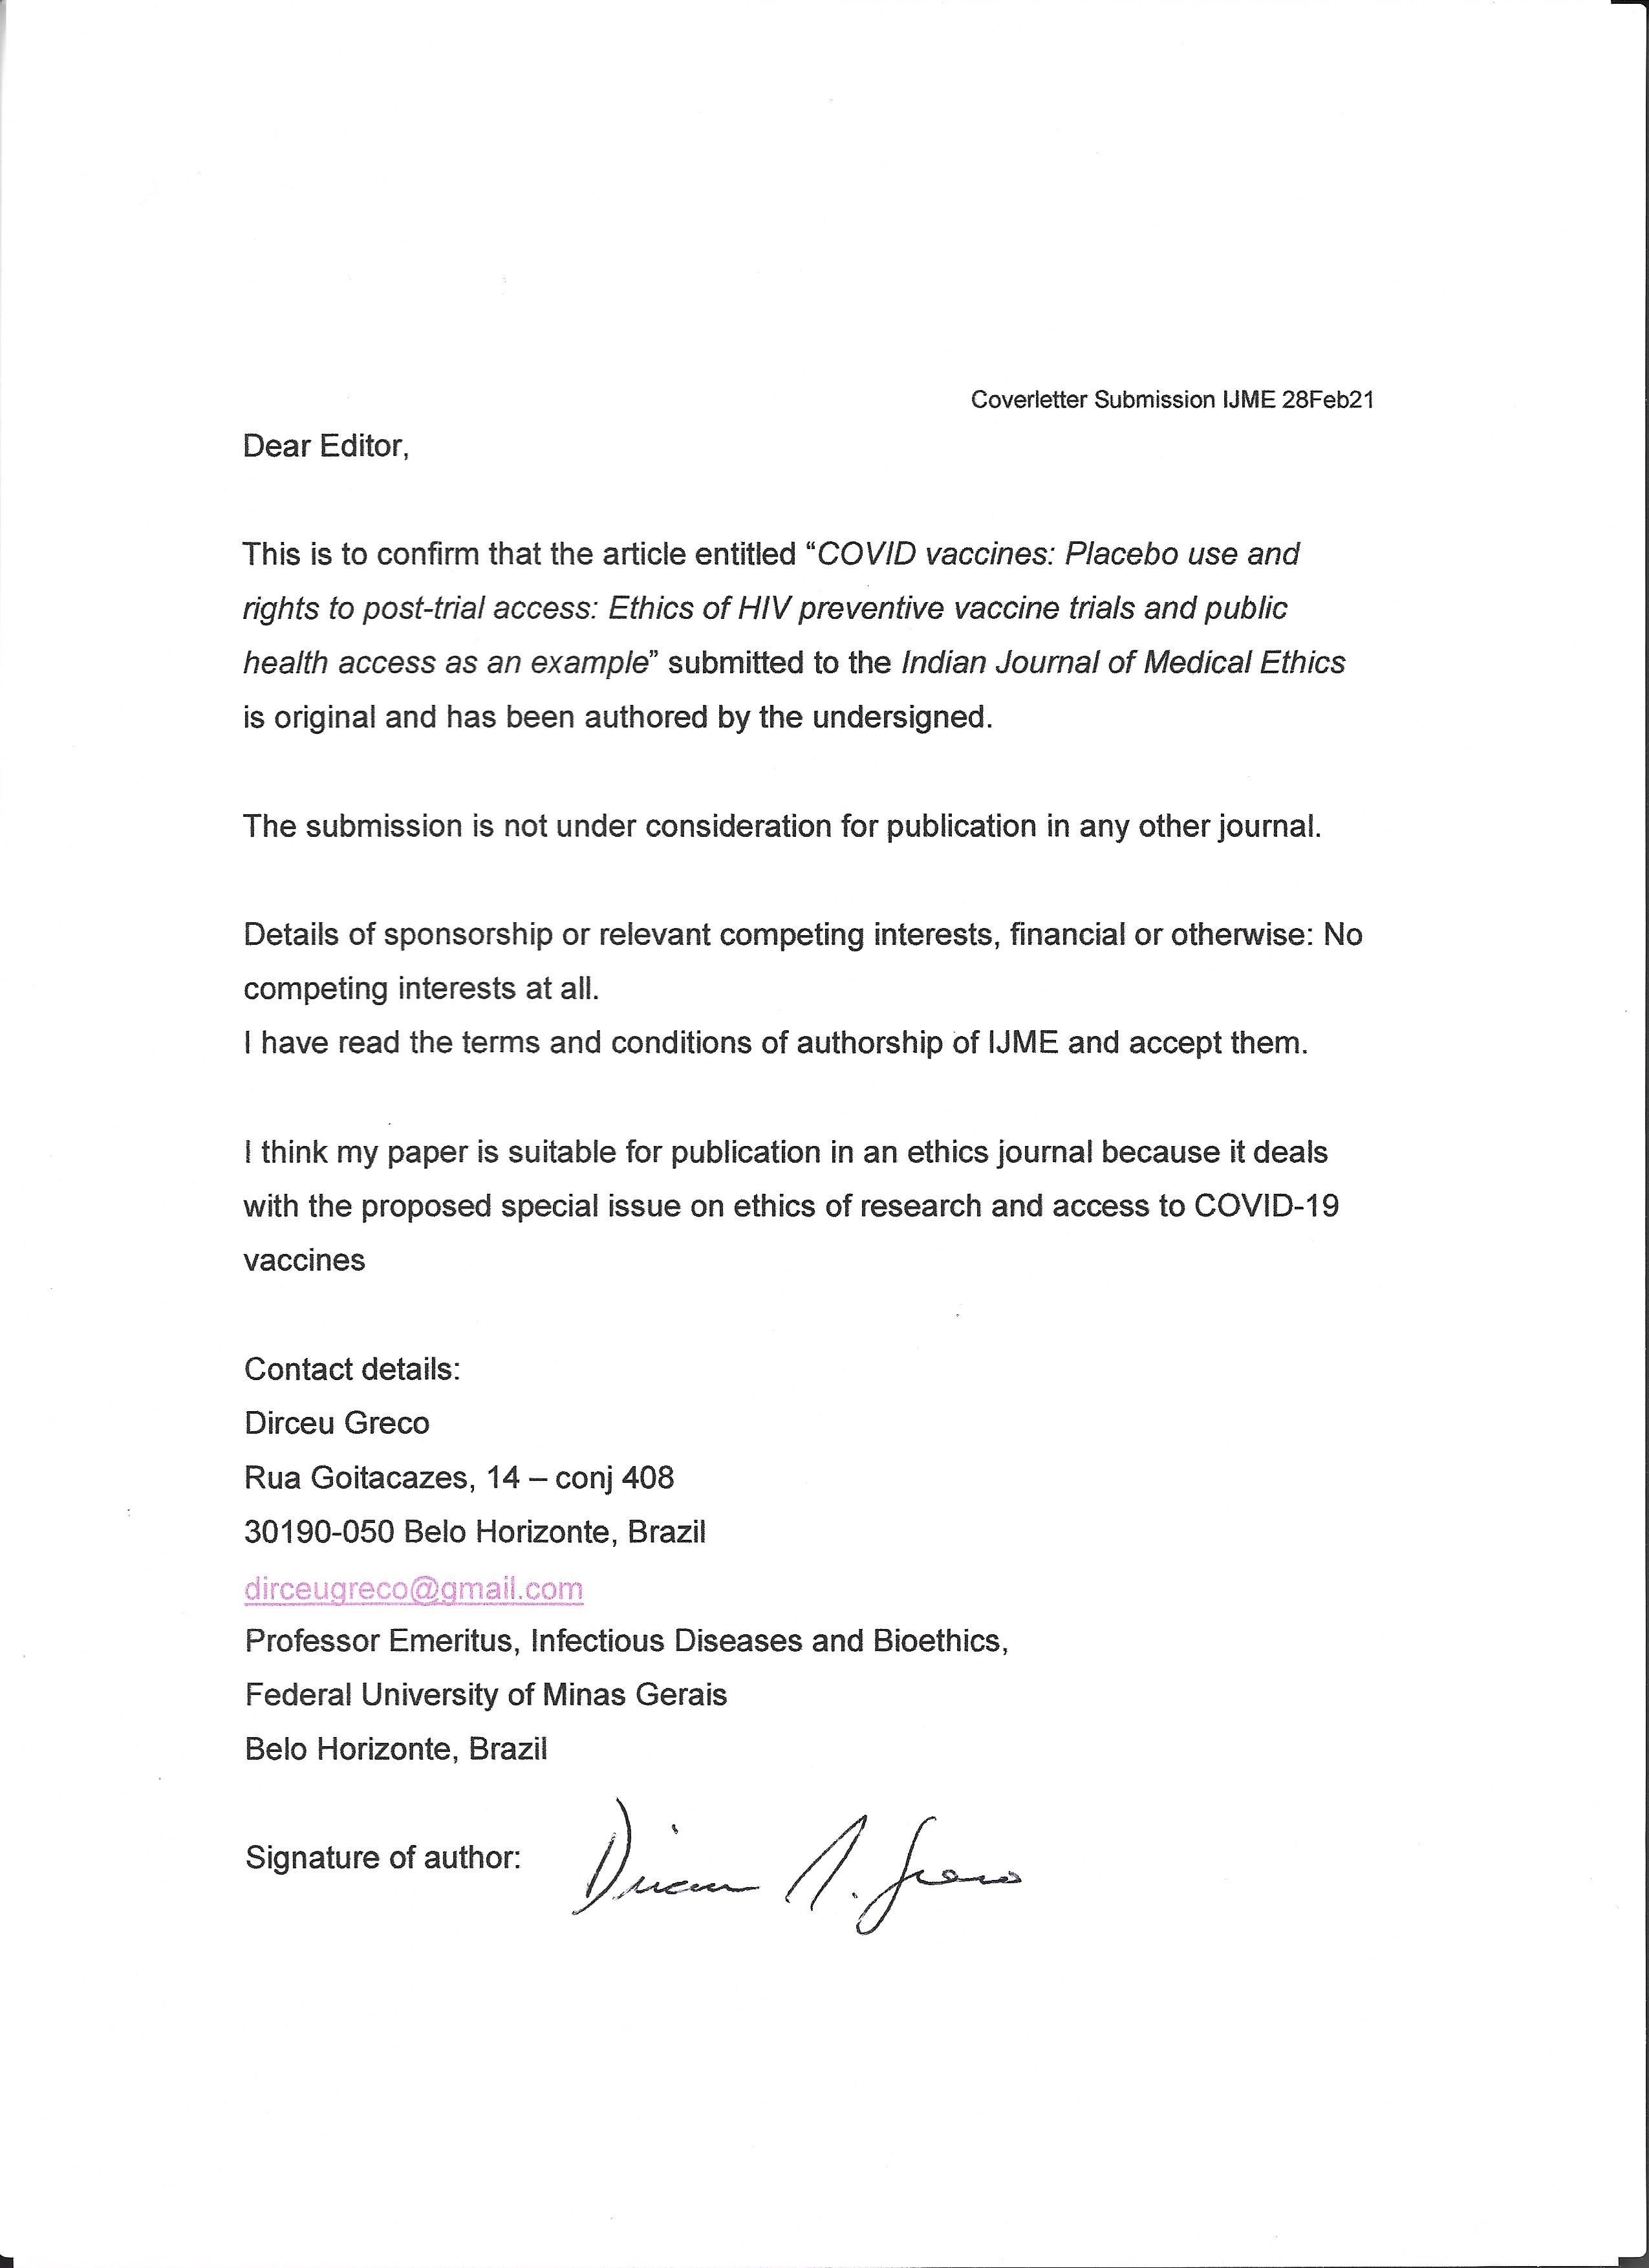 Coverletter Submission IJME 28Feb21
Dear Editor,
This is to confirm that the article entitled “COVID vaccines: Placebo use and
rights to post-trial access: Ethics of HIV preventive vaccine trials and public
health access as an example” submitted to the Indian Journal of Medical Ethics
is original and has been authored by the undersigned.
The submission is not under consideration for publication in any other journal.
Details of sponsorship or relevant competing interests, financial or otherwise: No
competing interests at all.
I have read the terms and conditions of authorship of IJME and accept them.
I think my paper is suitable for publication in an ethics journal because it deals
with the proposed special issue on ethics of research and access to COVID-19
vaccines
Contact details:
Dirceu Greco
Rua Goitacazes, 14 – conj 408
30190-050 Belo Horizonte, Brazil
dirceugreco@gmail.com
Professor Emeritus, Infectious Diseases and Bioethics,
Federal University of Minas Gerais
Belo Horizonte, Brazil
Signature of author: